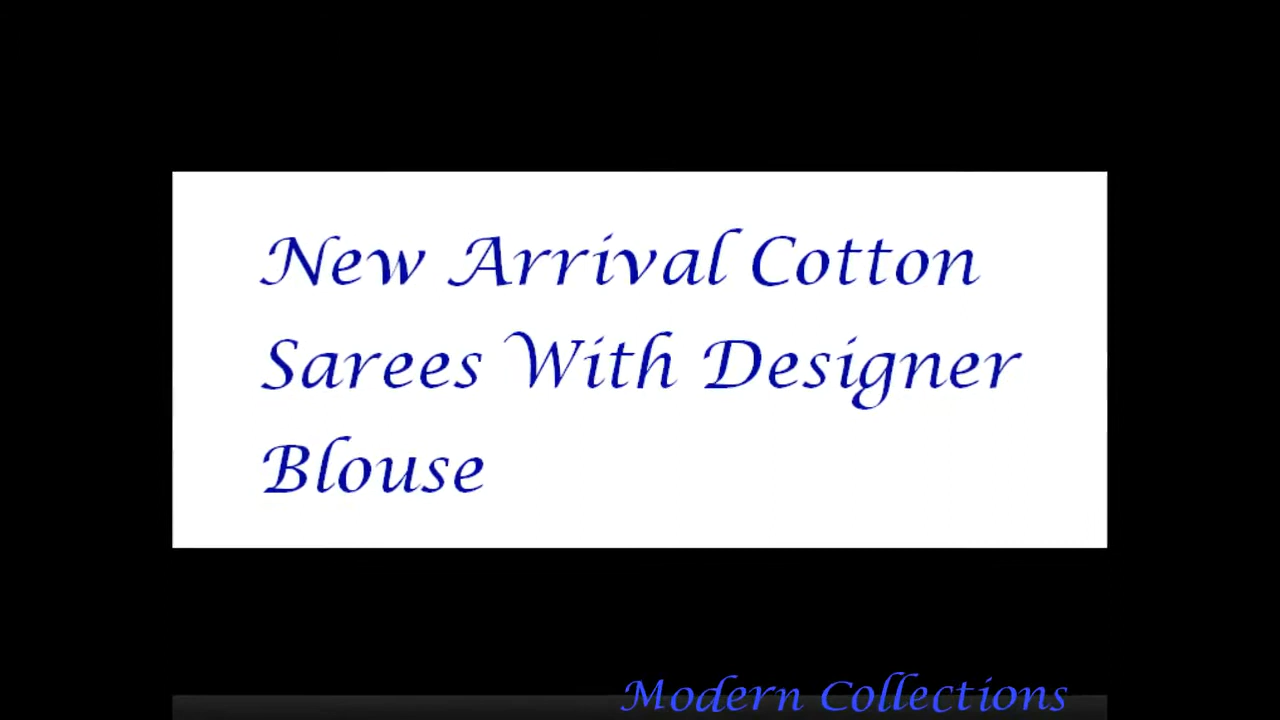 New Arrival Cotton
Sarees With Designer
Blouse
Modern Collections